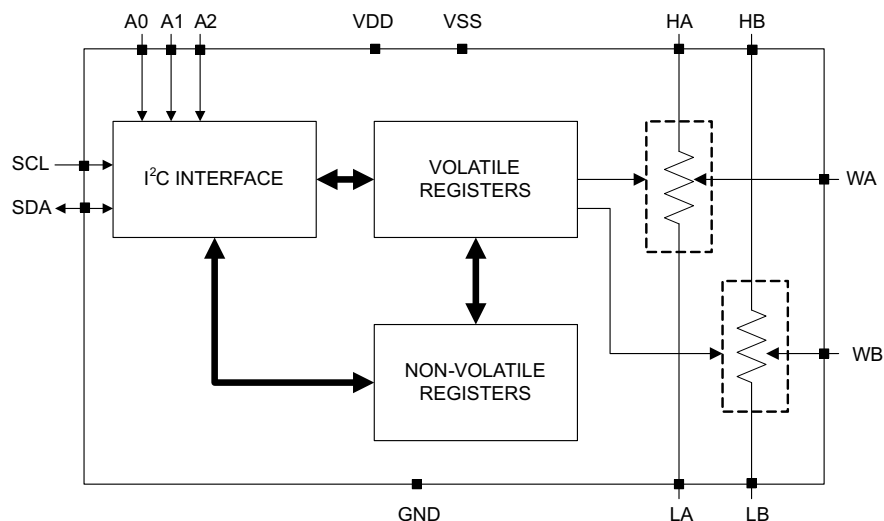 A0 A1 A2 VDD VSS HA HB
SCL
SDA
I²C INTERFACE
VOLATILE
REGISTERS
WA
NON-VOLATILE
REGISTERS
WB
GND LA LB